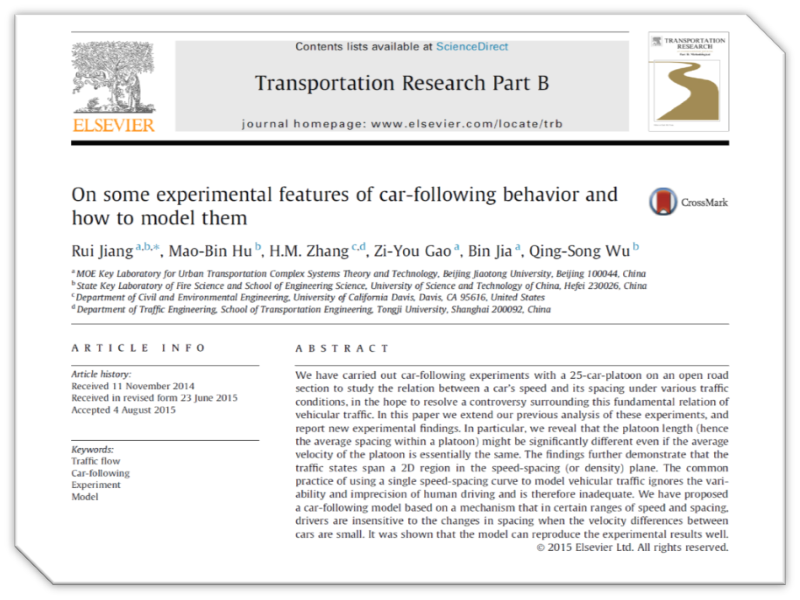 Contents lists available at ScienceDirect
Transportation Research Part B
journal homepage: www.elsevier.com/locate/trb
ELSEVIER
TRANSPORTATION
RESEARCH
On some experimental features of car-following behavior and
how to model them
CrossMark
Rui Jiang a,b,*, Mao-Bin Hu b, H.M. Zhang c,d, Zi-You Gao a, Bin Jia a, Qing-Song Wu b
a MOE Key Laboratory for Urban Transportation Complex Systems Theory and Technology, Beijing Jiaotong University, Beijing 100044, China
b State Key Laboratory of Fire Science and School of Engineering Science, University of Science and Technology of China, Hefei 230026, China
c Department of Civil and Environmental Engineering, University of California Davis, Davis, CA 95616, United States
d Department of Traffic Engineering, School of Transportation Engineering, Tongji University, Shanghai 200092, China
ARTICLE INFO
Article history:
Received 11 November 2014
Received in revised form 23 June 2015
Accepted 4 August 2015
Keywords:
Traffic flow
Car-following
Experiment
Model
ABSTRACT
We have carried out car-following experiments with a 25-car-platoon on an open road
section to study the relation between a car's speed and its spacing under various traffic
conditions, in the hope to resolve a controversy surrounding this fundamental relation of
vehicular traffic. In this paper we extend our previous analysis of these experiments, and
report new experimental findings. In particular, we reveal that the platoon length (hence
the average spacing within a platoon) might be significantly different even if the average
velocity of the platoon is essentially the same. The findings further demonstrate that the
traffic states span a 2D region in the speed-spacing (or density) plane. The common
practice of using a single speed-spacing curve to model vehicular traffic ignores the vari-
ability and imprecision of human driving and is therefore inadequate. We have proposed
a car-following model based on a mechanism that in certain ranges of speed and spacing,
drivers are insensitive to the changes in spacing when the velocity differences between
cars are small. It was shown that the model can reproduce the experimental results well.
© 2015 Elsevier Ltd. All rights reserved.